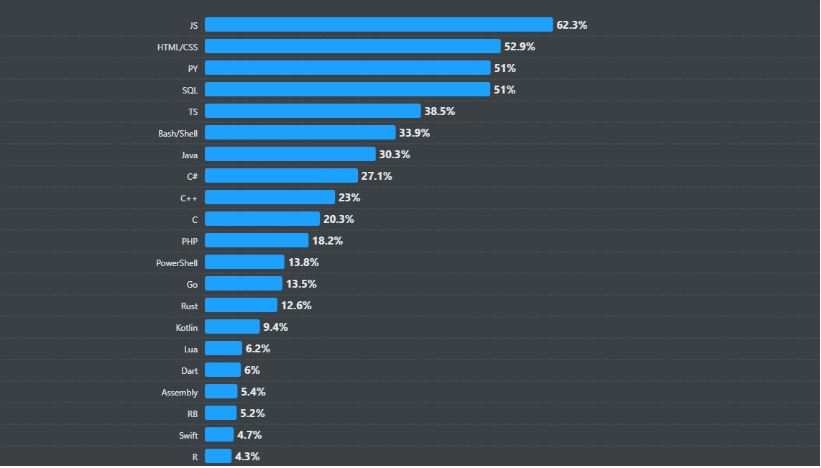 JS 62.3%
HTML/CSS 52.9%
PY 51%
SQL 51%
TS 38.5%
Bash/Shell 33.9%
Java 30.3%
C# 27.1%
C++ 23%
C 20.3%
PHP 18.2%
PowerShell 13.8%
Go 13.5%
Rust 12.6%
Kotlin 9.4%
Lua 6.2%
Dart 6%
Assembly 5.4%
RB 5.2%
Swift 4.7%
R 4.3%